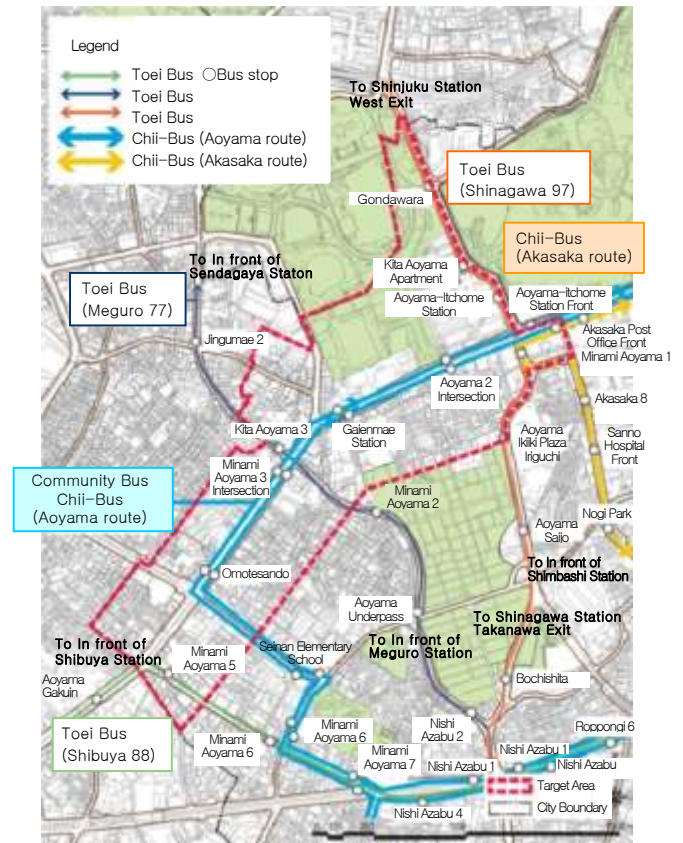 Legend
Toei Bus ○Bus stop
Toei Bus
Toei Bus
Chii-Bus (Aoyama route)
Chii-Bus (Akasaka route)
To Shinjuku Station
West Exit
Toei Bus
(Shinagawa 97)
Gondawara
Chii-Bus
(Akasaka route)
To In front of
Sendagaya Staton
Kita Aoyama
Apartment
Toei Bus
(Meguro 77)
Aoyama-Itchome
Station
Aoyama-Itchome
Station Front
Akasaka Post
Office Front
Jingumae 2
Minami Aoyama 1
Aoyama 2
Intersection
Akasaka 8
Kita Aoyama 3
Gaienmae
Station
Aoyama
Ikiiki Plaza
Iriguchi
Sanno
Hospital
Front
Minami
Aoyama 3
Intersection
Community Bus
Chii-Bus
(Aoyama route)
Minami
Aoyama 2
Nogi Park
Aoyama
Saijo
To In front of
Shimbashi Station
Omotesando
Aoyama
Underpass
To Shinagawa Station
Takanawa Exit
To In front of
Shibuya Station
Seinan Elementary
School
To In front of
Meguro Station
Minami
Aoyama 5
Aoyama
Gakuin
Bochishita
Toei Bus
(Shibuya 88)
Minami
Aoyama 6
Minami
Aoyama 6
Nishi
Azabu 2
Roppongi 6
Minami
Aoyama 7
Nishi Azabu 1
Nishi Azabu 1
Nishi Azabu
Target Area
City Boundary
Nishi Azabu 4